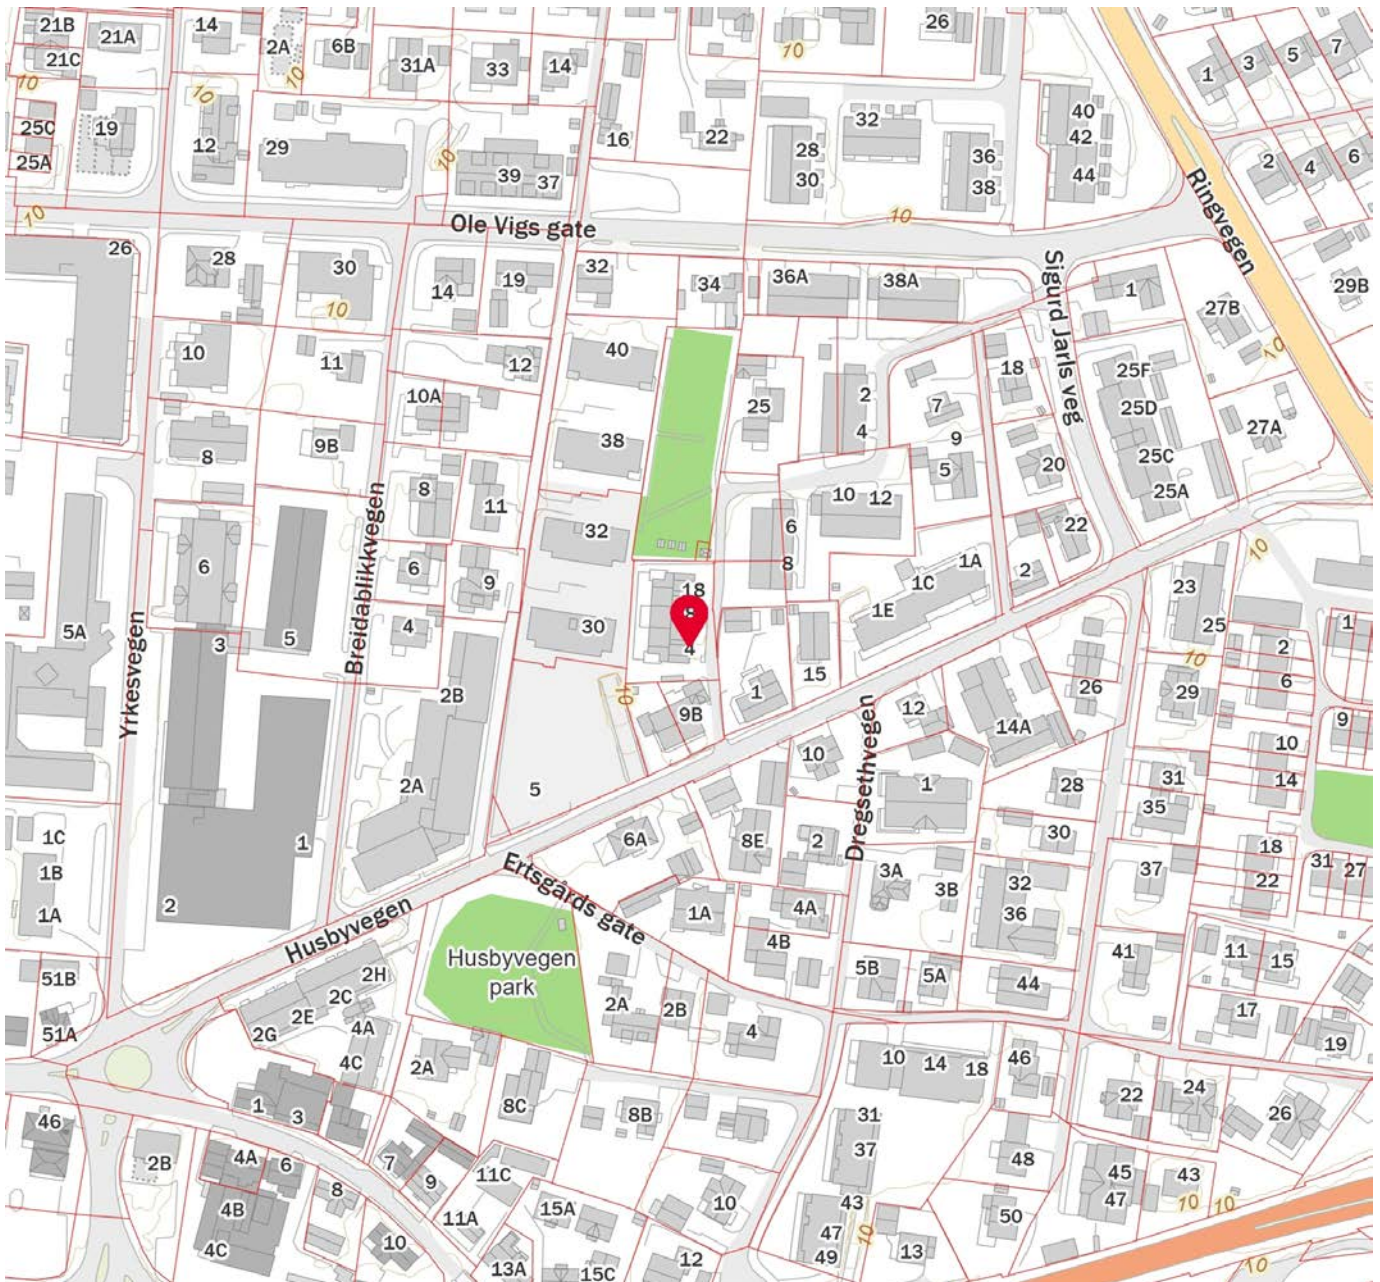 21B
21A
14
2A
6B
31A
33
14
10
26
1
3
5
7
21C
10
10
10
25C
19
12
29
10
39
37
16
22
28
30
32
36
38
40
42
44
2
4
6
25A
10
Ole Vigs gate
10
Ringvegen
26
28
30
10
14
19
32
34
36A
38A
Sigurd Jarls veg
1
27B
29B
10
10
11
12
40
10A
25
2
4
7
9
5
18
20
25F
25D
25C
25A
27A
8
9B
8
11
38
10
12
22
6
5
Breidablikkvegen
6
9
32
6
8
1A
1C
1E
2
10
23
25
5A
Yrkesvegen
3
4
30
18
8
4
15
1
2
6
2B
10
9B
1
Dregsethvegen
12
14A
26
10
29
9
2A
5
10
1
28
31
35
10
14
1C
1B
1A
1
2
6A
8E
2
3A
3B
30
32
36
37
18
22
31
27
Husbyvegen
Ertsgårds gate
1A
4A
4B
51B
51A
2H
2C
2E
2G
4A
4C
Husbyvegen
park
2A
2B
4
5B
5A
44
41
11
15
17
19
1
3
2A
8C
8B
10
14
18
46
22
24
26
46
2B
4A
6
4B
4C
8
10
7
9
11C
11A
13A
15A
15C
10
12
31
37
43
47
49
10
13
48
50
45
47
43
10
10
10